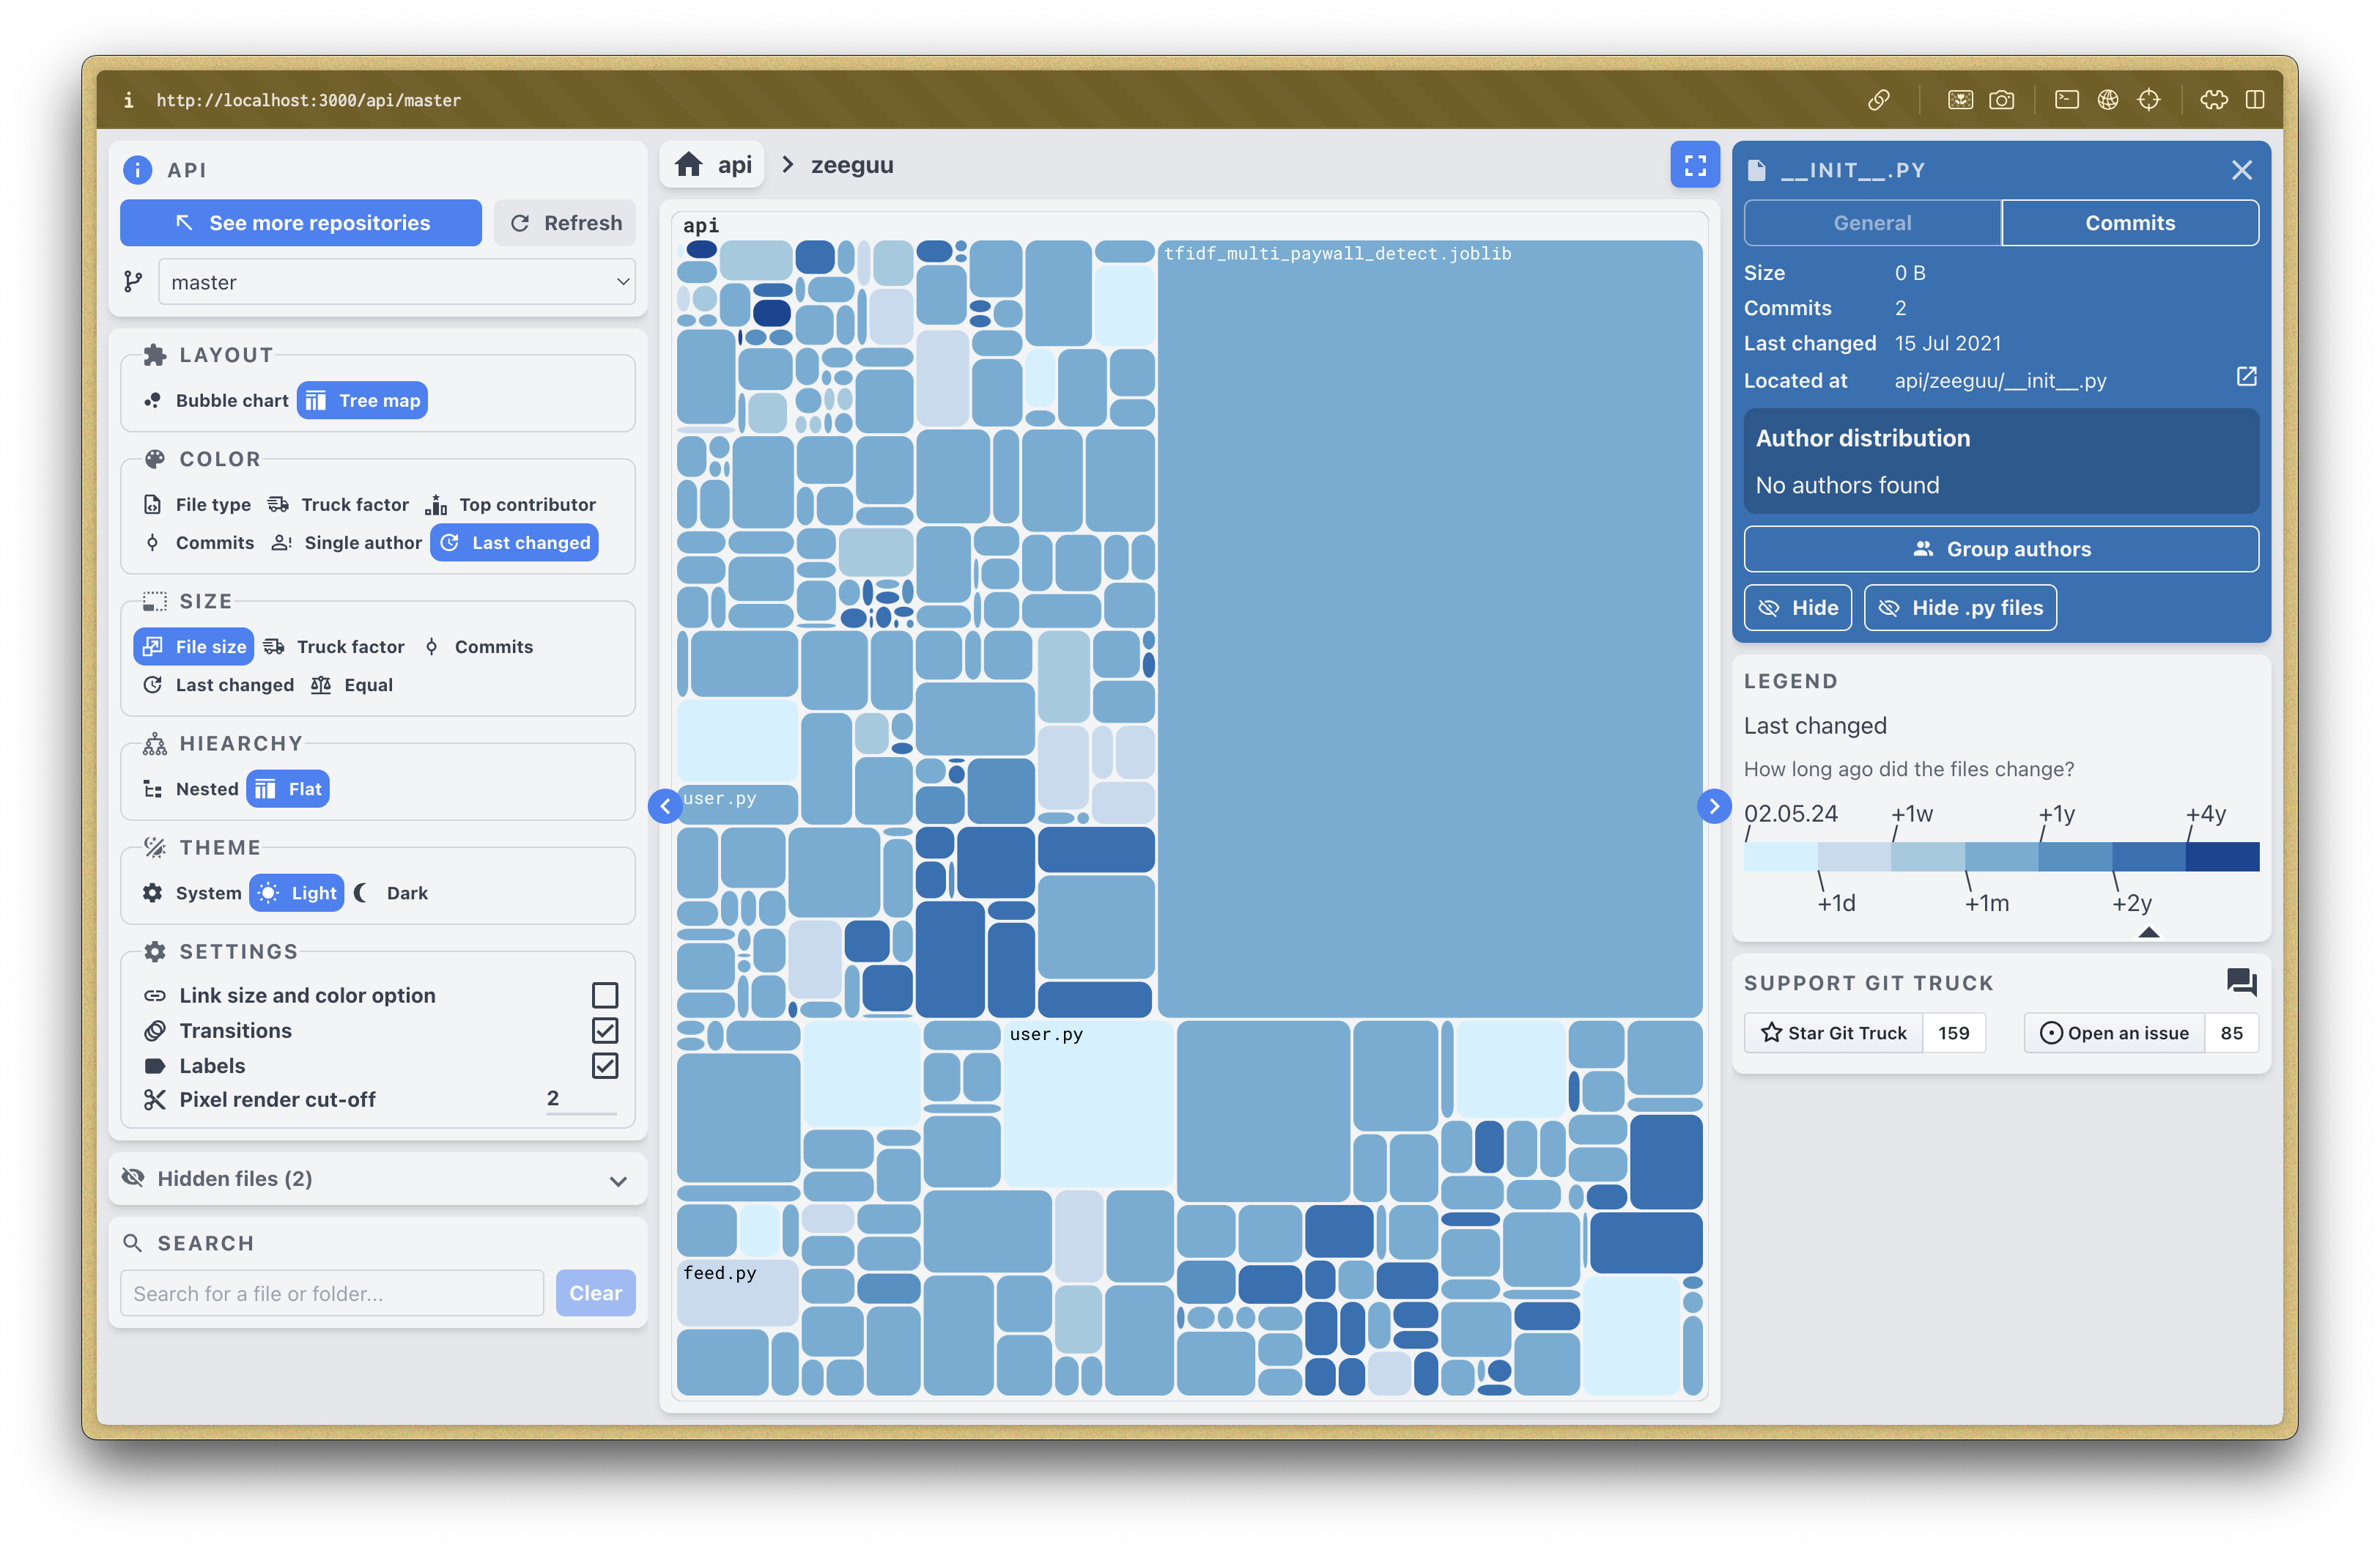 i http://localhost:3000/api/master
API
See more repositories Refresh
master
LAYOUT
Bubble chart Tree map
COLOR
File type Truck factor Top contributor
Commits Single author Last changed
SIZE
File size Truck factor Commits
Last changed Equal
HIEARCHY
Nested Flat
THEME
System Light Dark
SETTINGS
Link size and color option
Transitions
Labels
Pixel render cut-off 2
Hidden files (2)
SEARCH
Search for a file or folder...
Clear
api > zeeguu
api
tfidf_multi_paywall_detect.joblib
user.py
user.py
feed.py
__INIT__.PY
General Commits
Size 0 B
Commits 2
Last changed 15 Jul 2021
Located at api/zeeguu/__init__.py
Author distribution
No authors found
Group authors
Hide Hide .py files
LEGEND
Last changed
How long ago did the files change?
02.05.24 +1w +1y +4y
+1d +1m +2y
SUPPORT GIT TRUCK
Star Git Truck 159 Open an issue 85